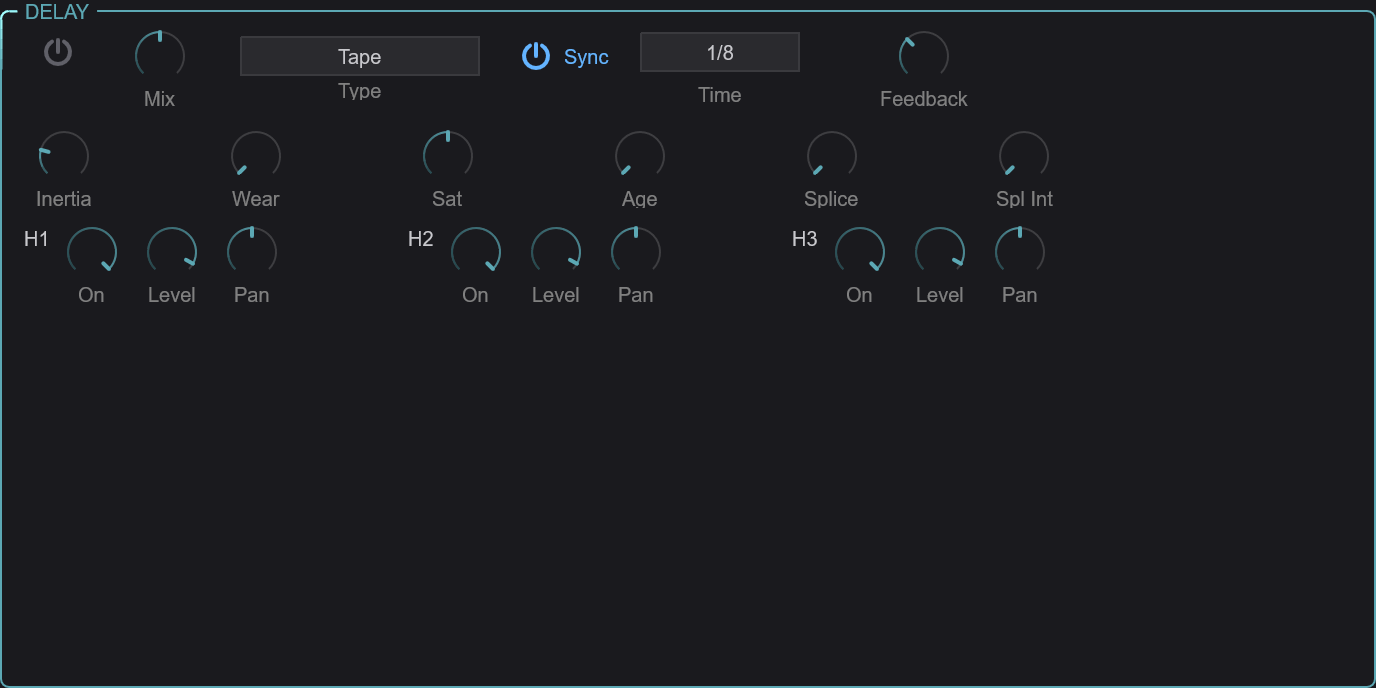 DELAY
Tape
Sync
1/8
Mix
Type
Time
Feedback
Inertia
Wear
Sat
Age
Splice
Spl Int
H1
H2
H3
On
Level
Pan
On
Level
Pan
On
Level
Pan